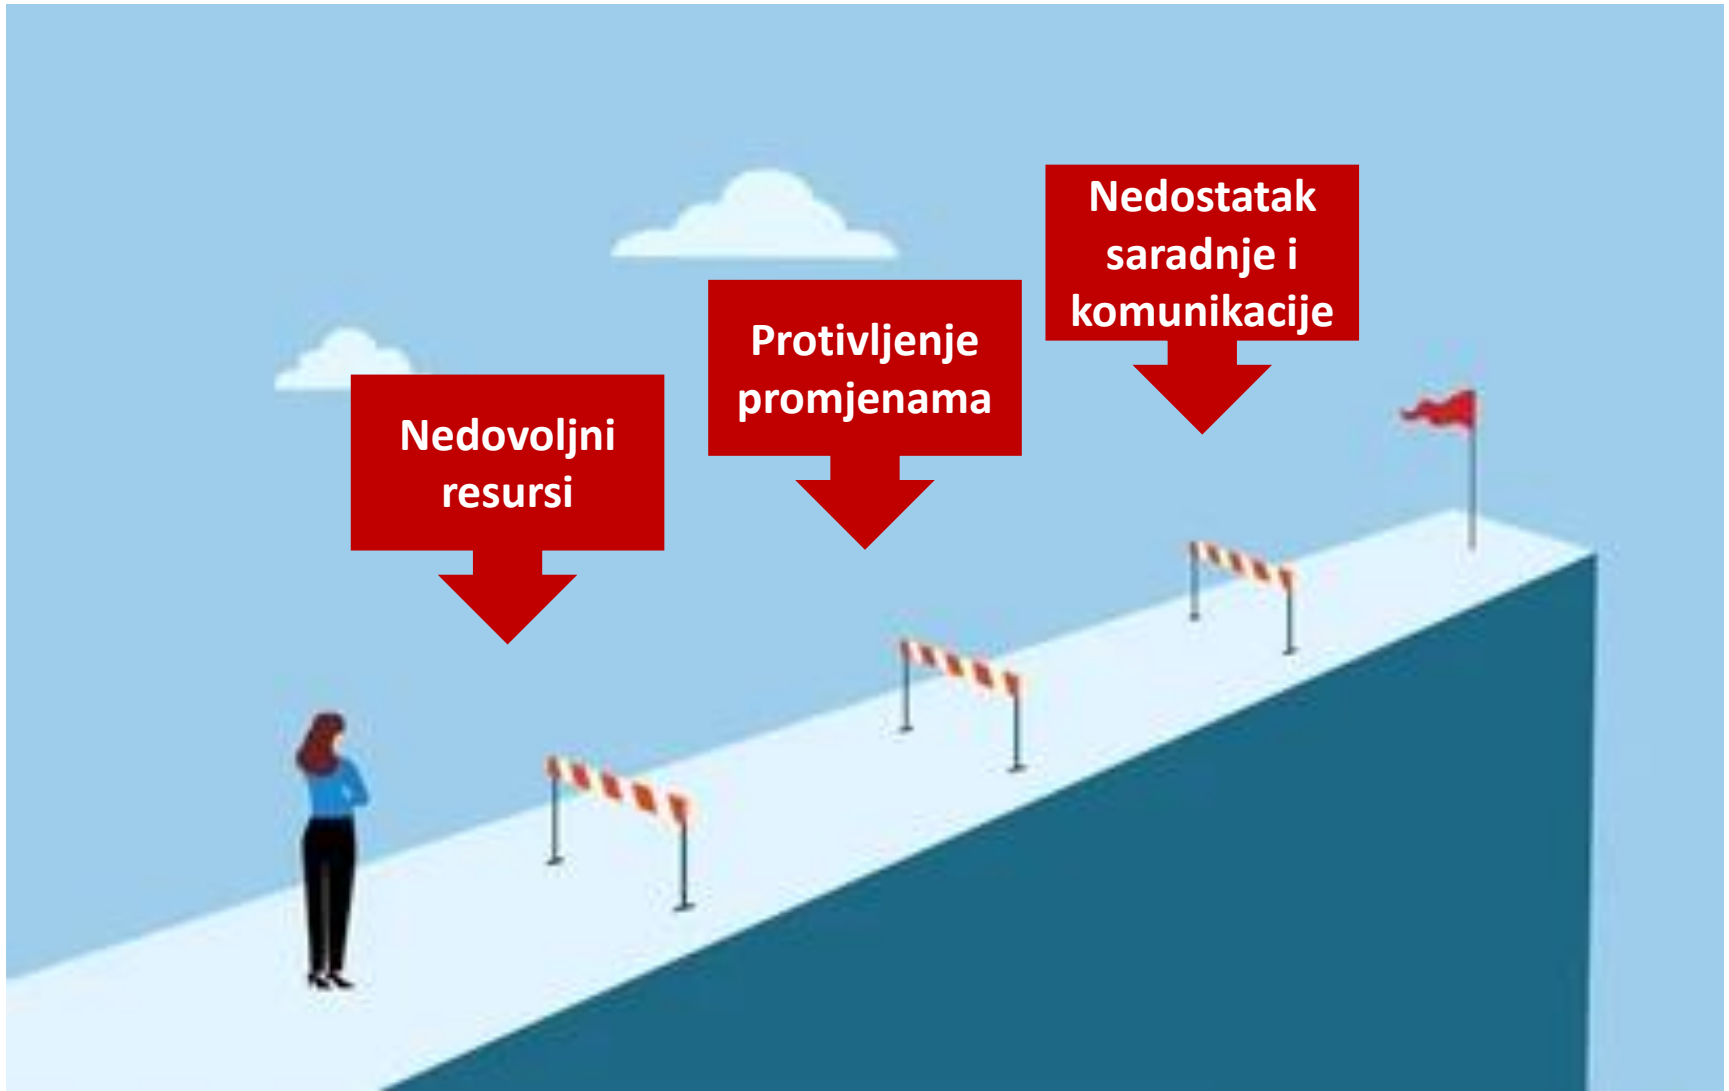 Nedovoljni
resursi
Protivljenje
promjenama
Nedostatak
saradnje i
komunikacije